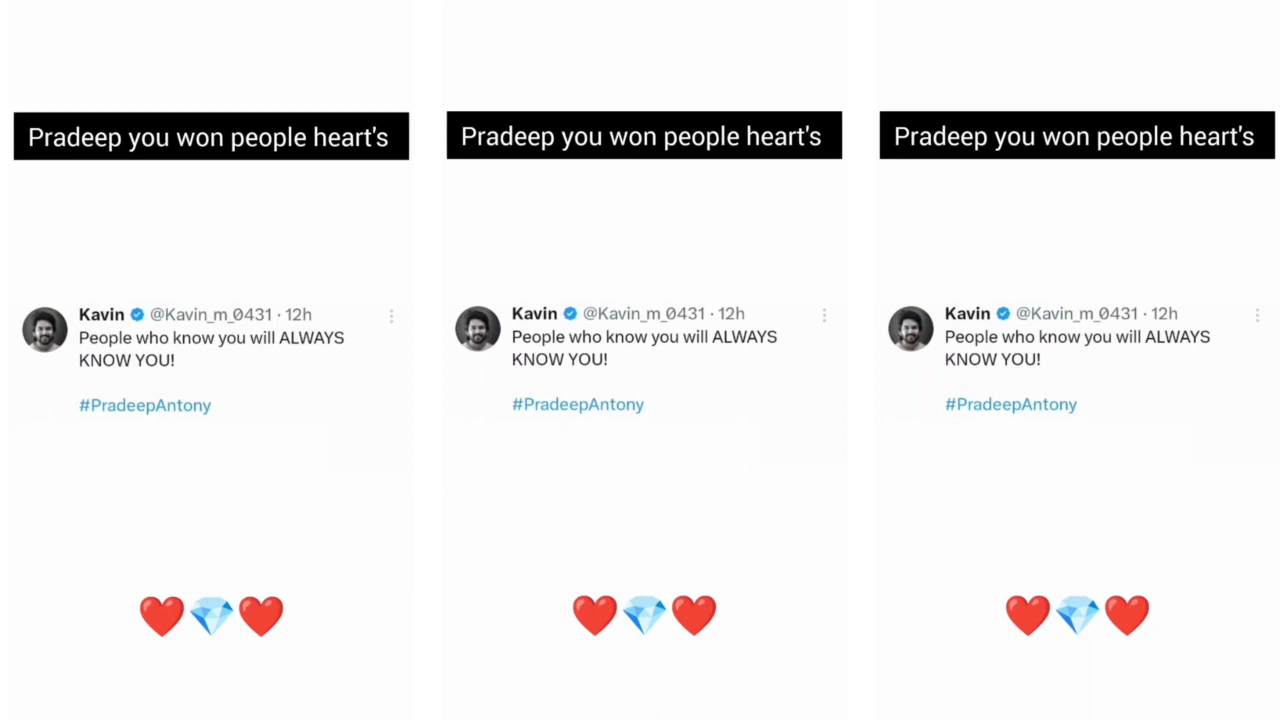 Pradeep you won people heart's
Kavin @Kavin_m_0431 · 12h
People who know you will ALWAYS
KNOW YOU!
#PradeepAntony
Pradeep you won people heart's
Kavin @Kavin_m_0431 · 12h
People who know you will ALWAYS
KNOW YOU!
#PradeepAntony
Pradeep you won people heart's
Kavin @Kavin_m_0431 · 12h
People who know you will ALWAYS
KNOW YOU!
#PradeepAntony